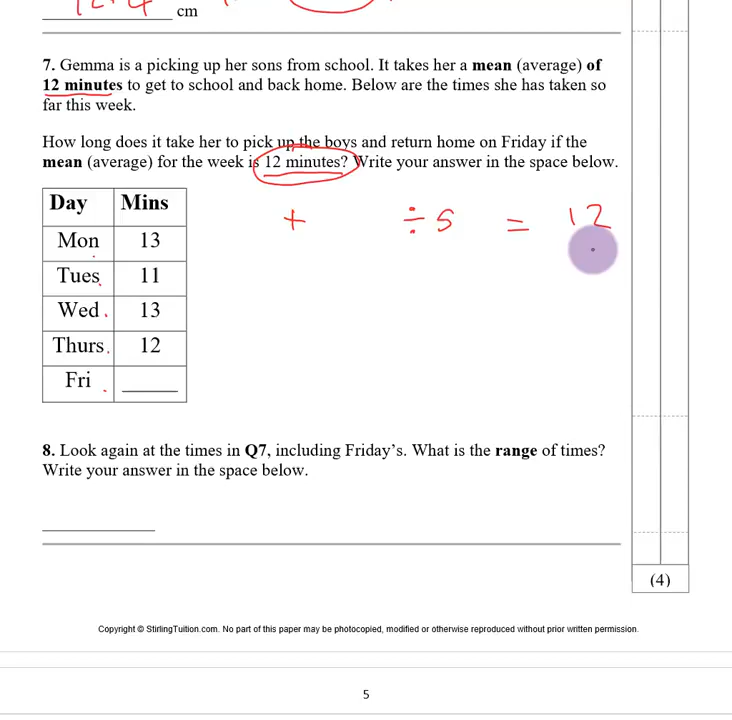 12 + 4
cm
7. Gemma is a picking up her sons from school. It takes her a mean (average) of
12 minutes to get to school and back home. Below are the times she has taken so
far this week.
How long does it take her to pick up the boys and return home on Friday if the
mean (average) for the week is 12 minutes? Write your answer in the space below.
Day Mins
+ ÷ 5 = 12
Mon 13
Tues 11
Wed 13
Thurs 12
Fri
8. Look again at the times in Q7, including Friday's. What is the range of times?
Write your answer in the space below.
(4)
Copyright © StirlingTuition.com. No part of this paper may be photocopied, modified or otherwise reproduced without prior written permission.
5